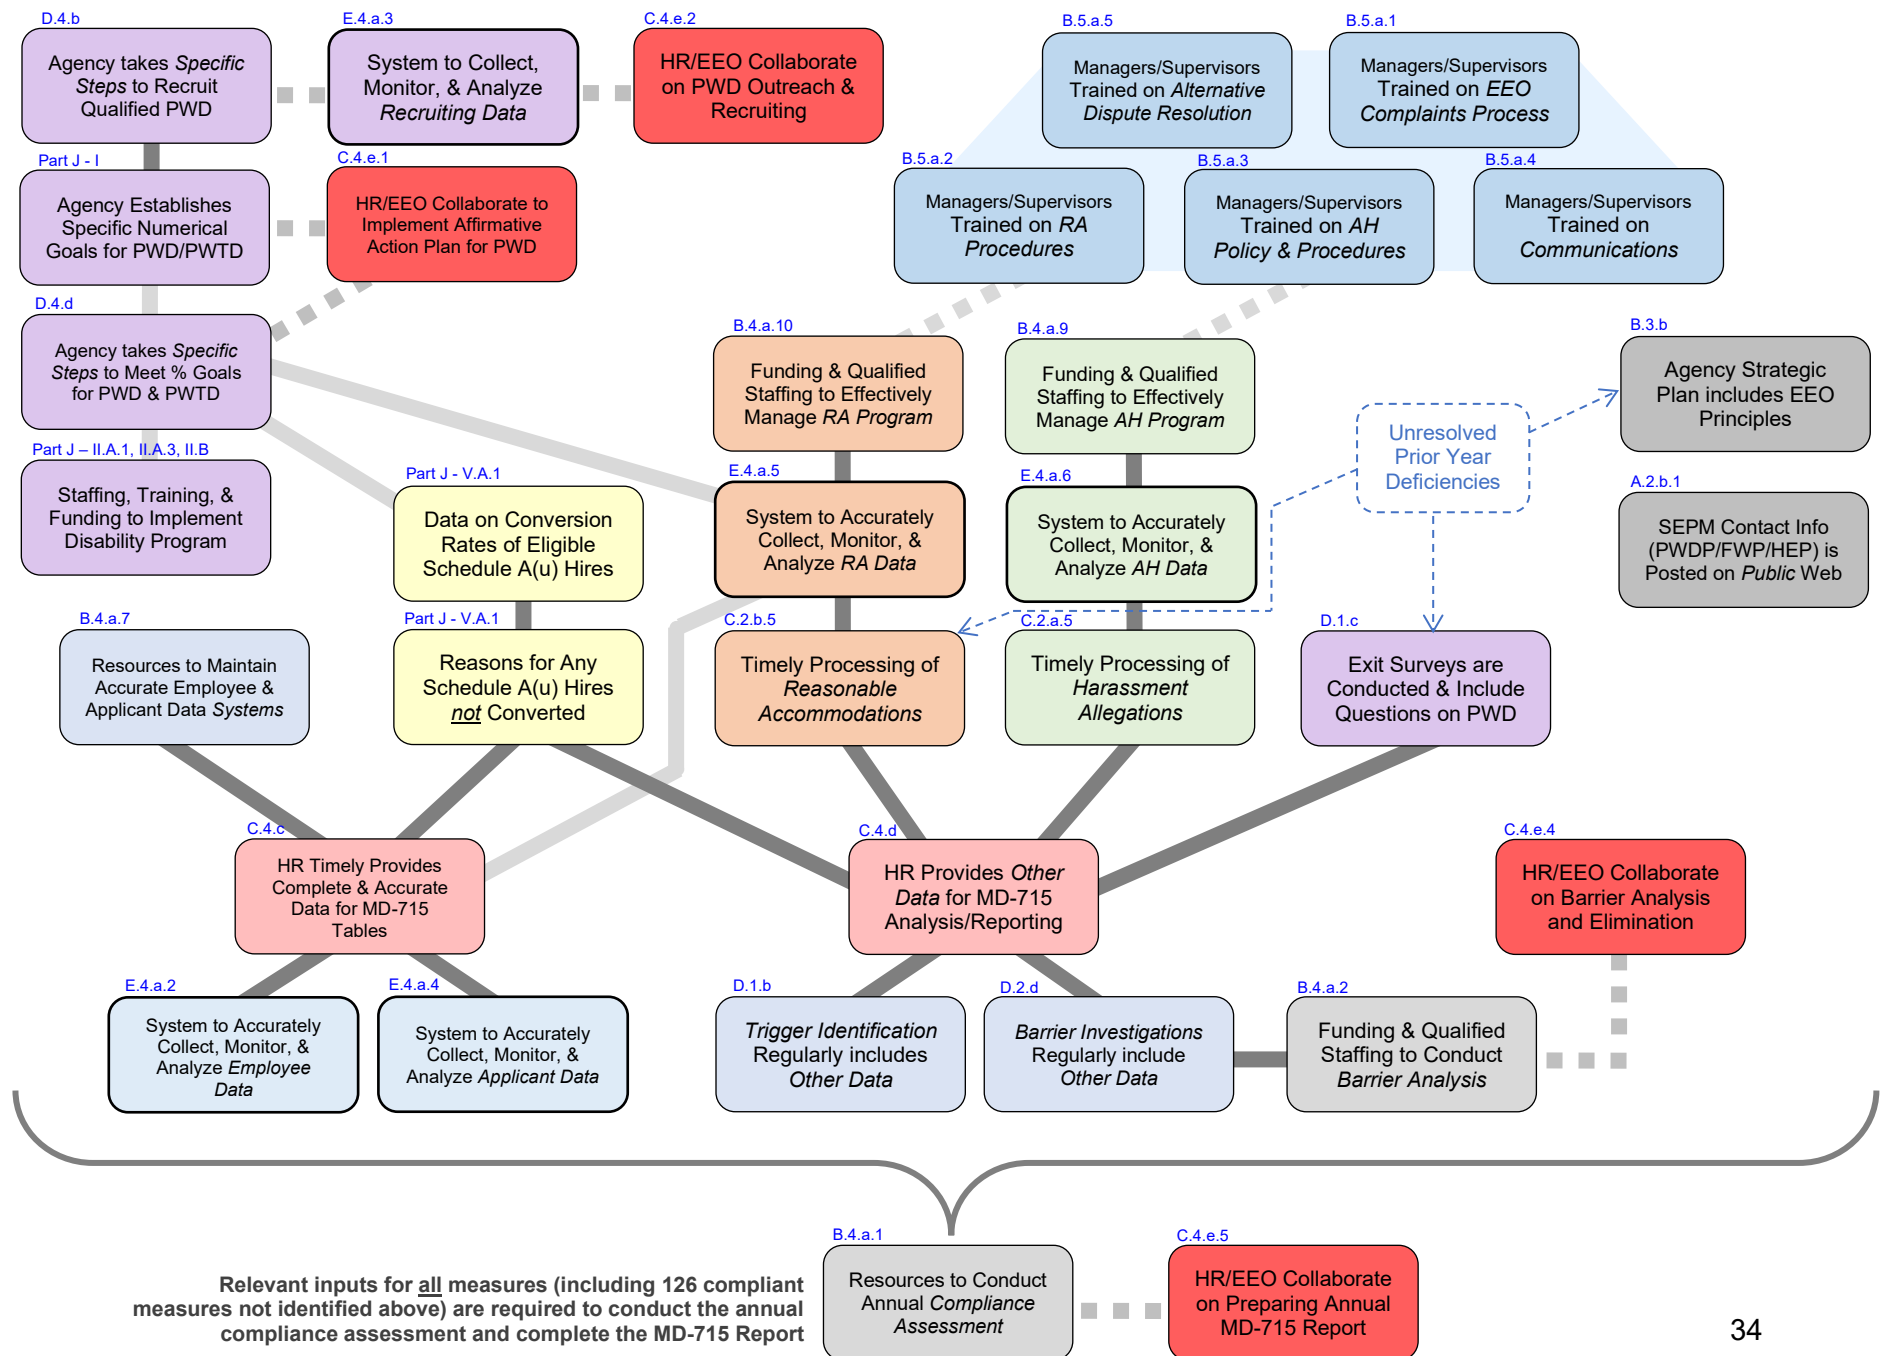 D.4.b
Agency takes Specific
Steps to Recruit
Qualified PWD
E.4.a.3
System to Collect,
Monitor, & Analyze
Recruiting Data
C.4.e.2
HR/EEO Collaborate
on PWD Outreach &
Recruiting
B.5.a.5
Managers/Supervisors
Trained on Alternative
Dispute Resolution
B.5.a.1
Managers/Supervisors
Trained on EEO
Complaints Process
Part J - I
Agency Establishes
Specific Numerical
Goals for PWD/PWTD
C.4.e.1
HR/EEO Collaborate to
Implement Affirmative
Action Plan for PWD
B.5.a.2
Managers/Supervisors
Trained on RA
Procedures
B.5.a.3
Managers/Supervisors
Trained on AH
Policy & Procedures
B.5.a.4
Managers/Supervisors
Trained on
Communications
D.4.d
Agency takes Specific
Steps to Meet % Goals
for PWD & PWTD
B.4.a.10
Funding & Qualified
Staffing to Effectively
Manage RA Program
B.4.a.9
Funding & Qualified
Staffing to Effectively
Manage AH Program
Unresolved
Prior Year
Deficiencies
B.3.b
Agency Strategic
Plan includes EEO
Principles
Part J – II.A.1, II.A.3, II.B
Staffing, Training, &
Funding to Implement
Disability Program
Part J - V.A.1
Data on Conversion
Rates of Eligible
Schedule A(u) Hires
E.4.a.5
System to Accurately
Collect, Monitor, &
Analyze RA Data
E.4.a.6
System to Accurately
Collect, Monitor, &
Analyze AH Data
A.2.b.1
SEPM Contact Info
(PWDP/FWP/HEP) is
Posted on Public Web
B.4.a.7
Resources to Maintain
Accurate Employee &
Applicant Data Systems
Part J - V.A.1
Reasons for Any
Schedule A(u) Hires
not Converted
C.2.b.5
Timely Processing of
Reasonable
Accommodations
C.2.a.5
Timely Processing of
Harassment
Allegations
D.1.c
Exit Surveys are
Conducted & Include
Questions on PWD
C.4.c
HR Timely Provides
Complete & Accurate
Data for MD-715
Tables
C.4.d
HR Provides Other
Data for MD-715
Analysis/Reporting
C.4.e.4
HR/EEO Collaborate
on Barrier Analysis
and Elimination
E.4.a.2
System to Accurately
Collect, Monitor, &
Analyze Employee
Data
E.4.a.4
System to Accurately
Collect, Monitor, &
Analyze Applicant Data
D.1.b
Trigger Identification
Regularly includes
Other Data
D.2.d
Barrier Investigations
Regularly include
Other Data
B.4.a.2
Funding & Qualified
Staffing to Conduct
Barrier Analysis
Relevant inputs for all measures (including 126 compliant
measures not identified above) are required to conduct the annual
compliance assessment and complete the MD-715 Report
B.4.a.1
Resources to Conduct
Annual Compliance
Assessment
C.4.e.5
HR/EEO Collaborate
on Preparing Annual
MD-715 Report
34